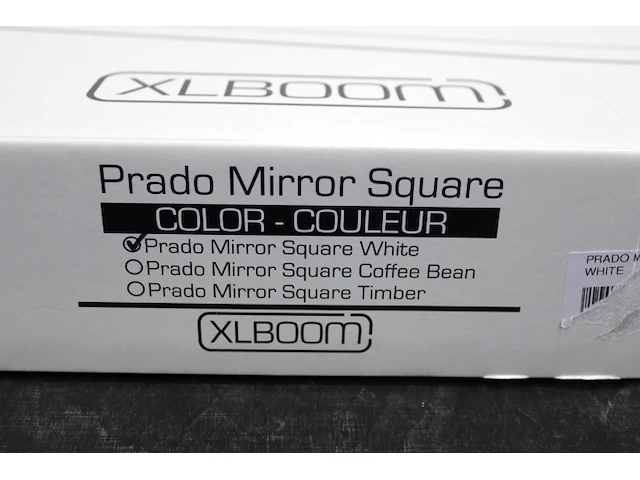 XLBOOM
Prado Mirror Square
COLOR - COULEUR
Prado Mirror Square White
Prado Mirror Square Coffee Bean
Prado Mirror Square Timber
XLBOOM
PRADO M
WHITE